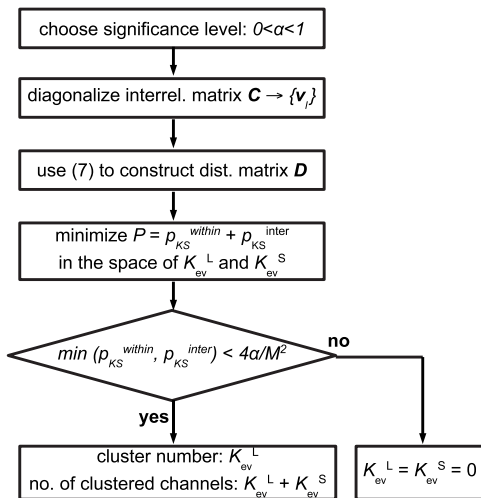 choose significance level: 0<α<1
diagonalize interrel. matrix C → {v_l}
use (7) to construct dist. matrix D
minimize P = p_KS^within + p_KS^inter
in the space of K_ev^L and K_ev^S
min (p_KS^within, p_KS^inter) < 4α/M²
no
yes
cluster number: K_ev^L
no. of clustered channels: K_ev^L + K_ev^S
K_ev^L = K_ev^S = 0